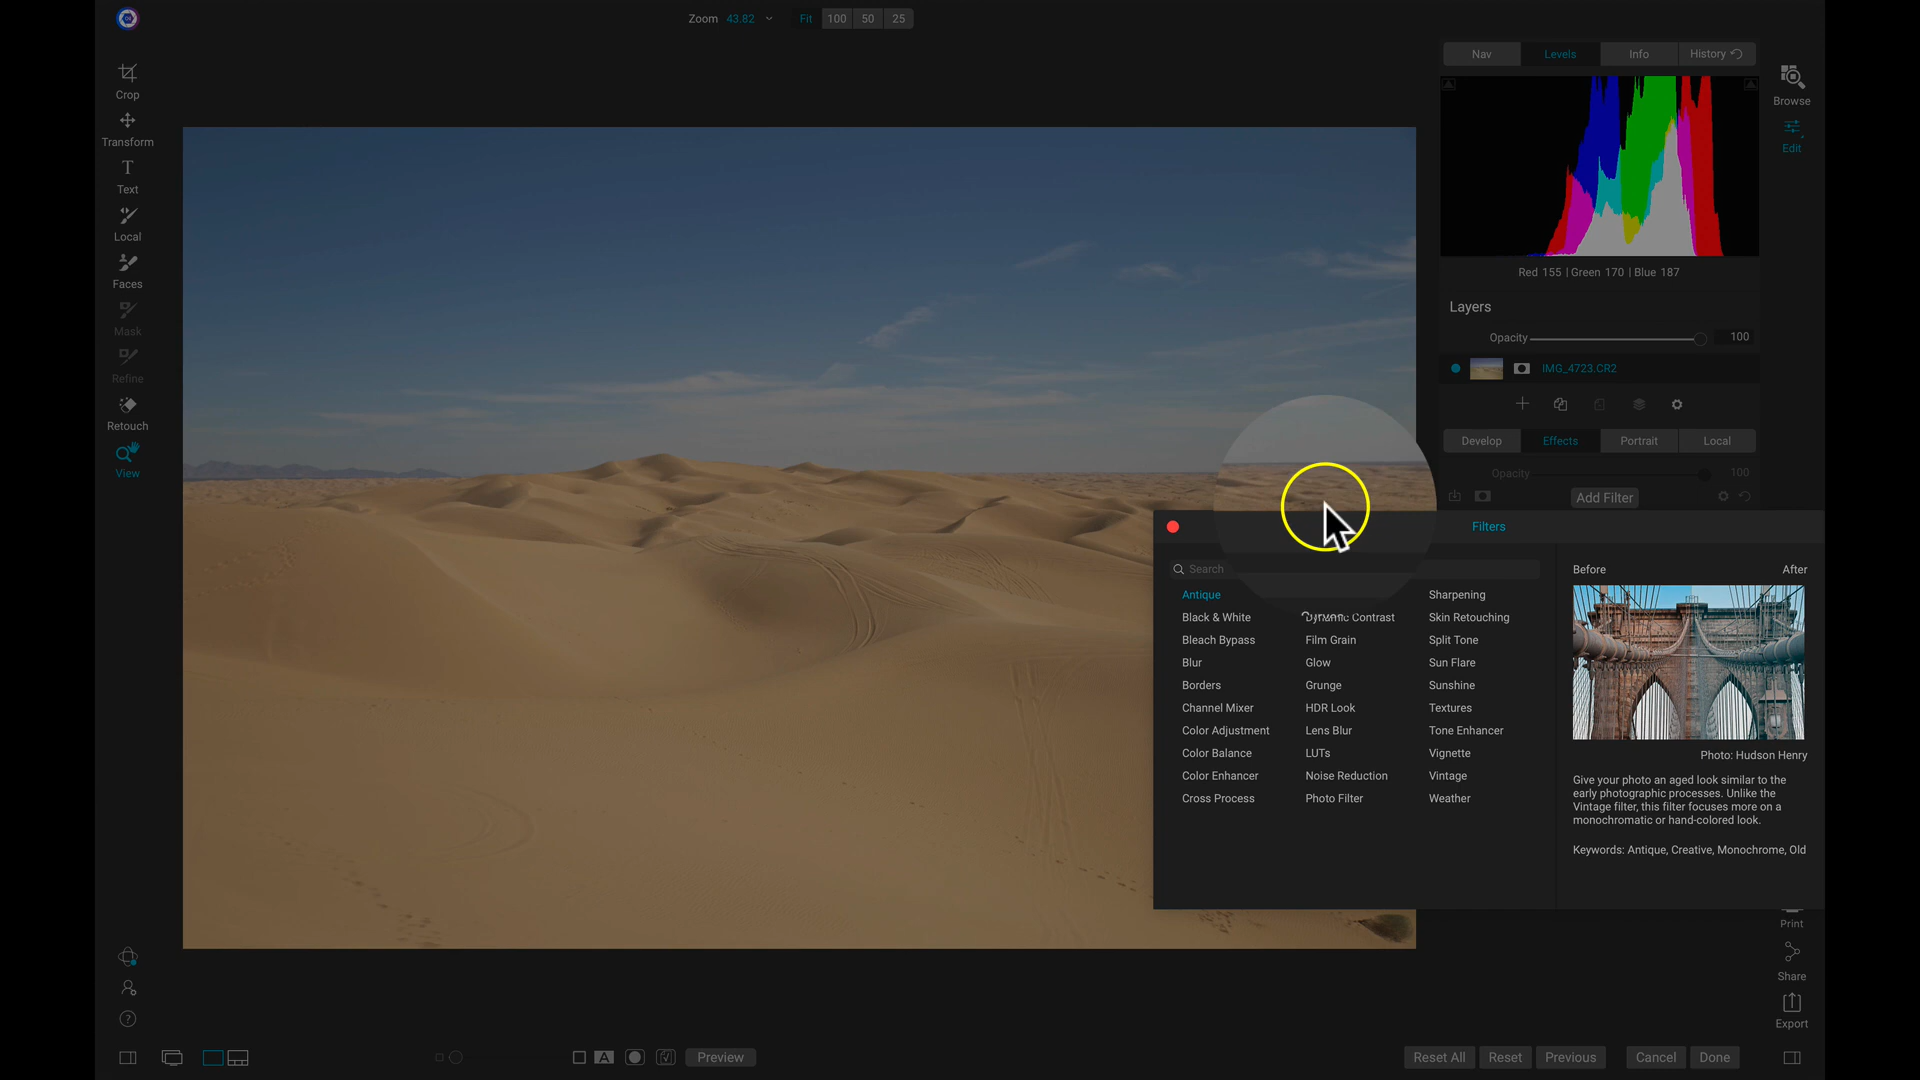 Zoom 43.82 Fit 100 50 25
Crop
Transform
T
Text
Local
Faces
Mask
Refine
Retouch
View
Nav Levels Info History
Browse
Edit
Red 155 | Green 170 | Blue 187
Layers
Opacity 100
IMG_4723.CR2
Develop Effects Portrait Local
Opacity 100
Add Filter
Filters
Search
Antique
Black & White
Bleach Bypass
Blur
Borders
Channel Mixer
Color Adjustment
Color Balance
Color Enhancer
Cross Process
Dynamic Contrast
Film Grain
Glow
Grunge
HDR Look
Lens Blur
LUTs
Noise Reduction
Photo Filter
Sharpening
Skin Retouching
Split Tone
Sun Flare
Sunshine
Textures
Tone Enhancer
Vignette
Vintage
Weather
Before After
Photo: Hudson Henry
Give your photo an aged look similar to the
early photographic processes. Unlike the
Vintage filter, this filter focuses more on a
monochromatic or hand-colored look.
Keywords: Antique, Creative, Monochrome, Old
Print
Share
Export
?
A Preview
Reset All Reset Previous Cancel Done